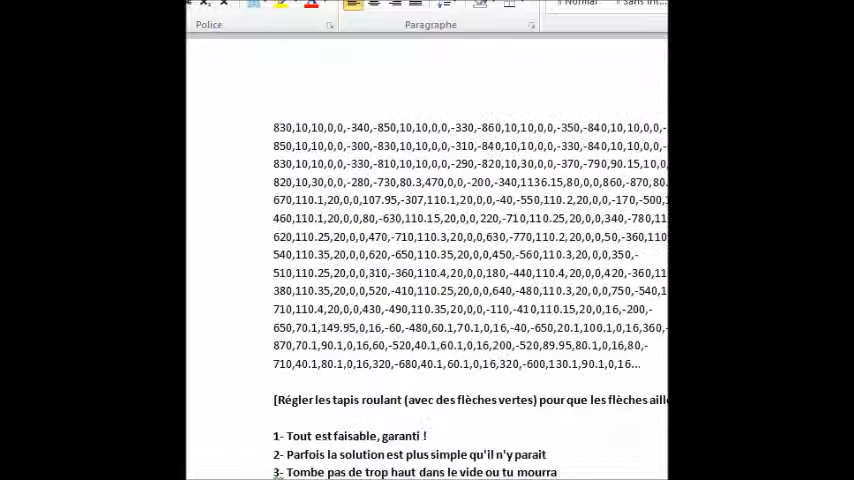 Police Paragraphe
830,10,10,0,0,-340,-850,10,10,0,0,-330,-860,10,10,0,0,-350,-840,10,10,0,0,-
850,10,10,0,0,-300,-830,10,10,0,0,-310,-840,10,10,0,0,-330,-840,10,10,0,0,-
830,10,10,0,0,-330,-810,10,10,0,0,-290,-820,10,30,0,0,-370,-790,90.15,10,0,
820,10,30,0,0,-280,-730,80.3,470,0,0,-200,-340,1136.15,80,0,0,860,-870,80.
670,110.1,20,0,0,107.95,-307,110.1,20,0,0,-40,-550,110.2,20,0,0,-170,-500,1
460,110.1,20,0,0,80,-630,110.15,20,0,0,220,-710,110.25,20,0,0,340,-780,11
620,110.25,20,0,0,470,-710,110.3,20,0,0,630,-770,110.2,20,0,0,50,-360,110
540,110.35,20,0,0,620,-650,110.35,20,0,0,450,-560,110.3,20,0,0,350,-
510,110.25,20,0,0,310,-360,110.4,20,0,0,180,-440,110.4,20,0,0,420,-360,11
380,110.35,20,0,0,520,-410,110.25,20,0,0,640,-480,110.3,20,0,0,750,-540,1
710,110.4,20,0,0,430,-490,110.35,20,0,0,-110,-410,110.15,20,0,16,-200,-
650,70.1,149.95,0,16,-60,-480,60.1,70.1,0,16,-40,-650,20.1,100.1,0,16,360,-
870,70.1,90.1,0,16,60,-520,40.1,60.1,0,16,200,-520,89.95,80.1,0,16,80,-
710,40.1,80.1,0,16,320,-680,40.1,60.1,0,16,320,-600,130.1,90.1,0,16...
[Régler les tapis roulant (avec des flèches vertes) pour que les flèches aill
1- Tout est faisable, garanti !
2- Parfois la solution est plus simple qu'il n'y parait
3- Tombe pas de trop haut dans le vide ou tu mourra